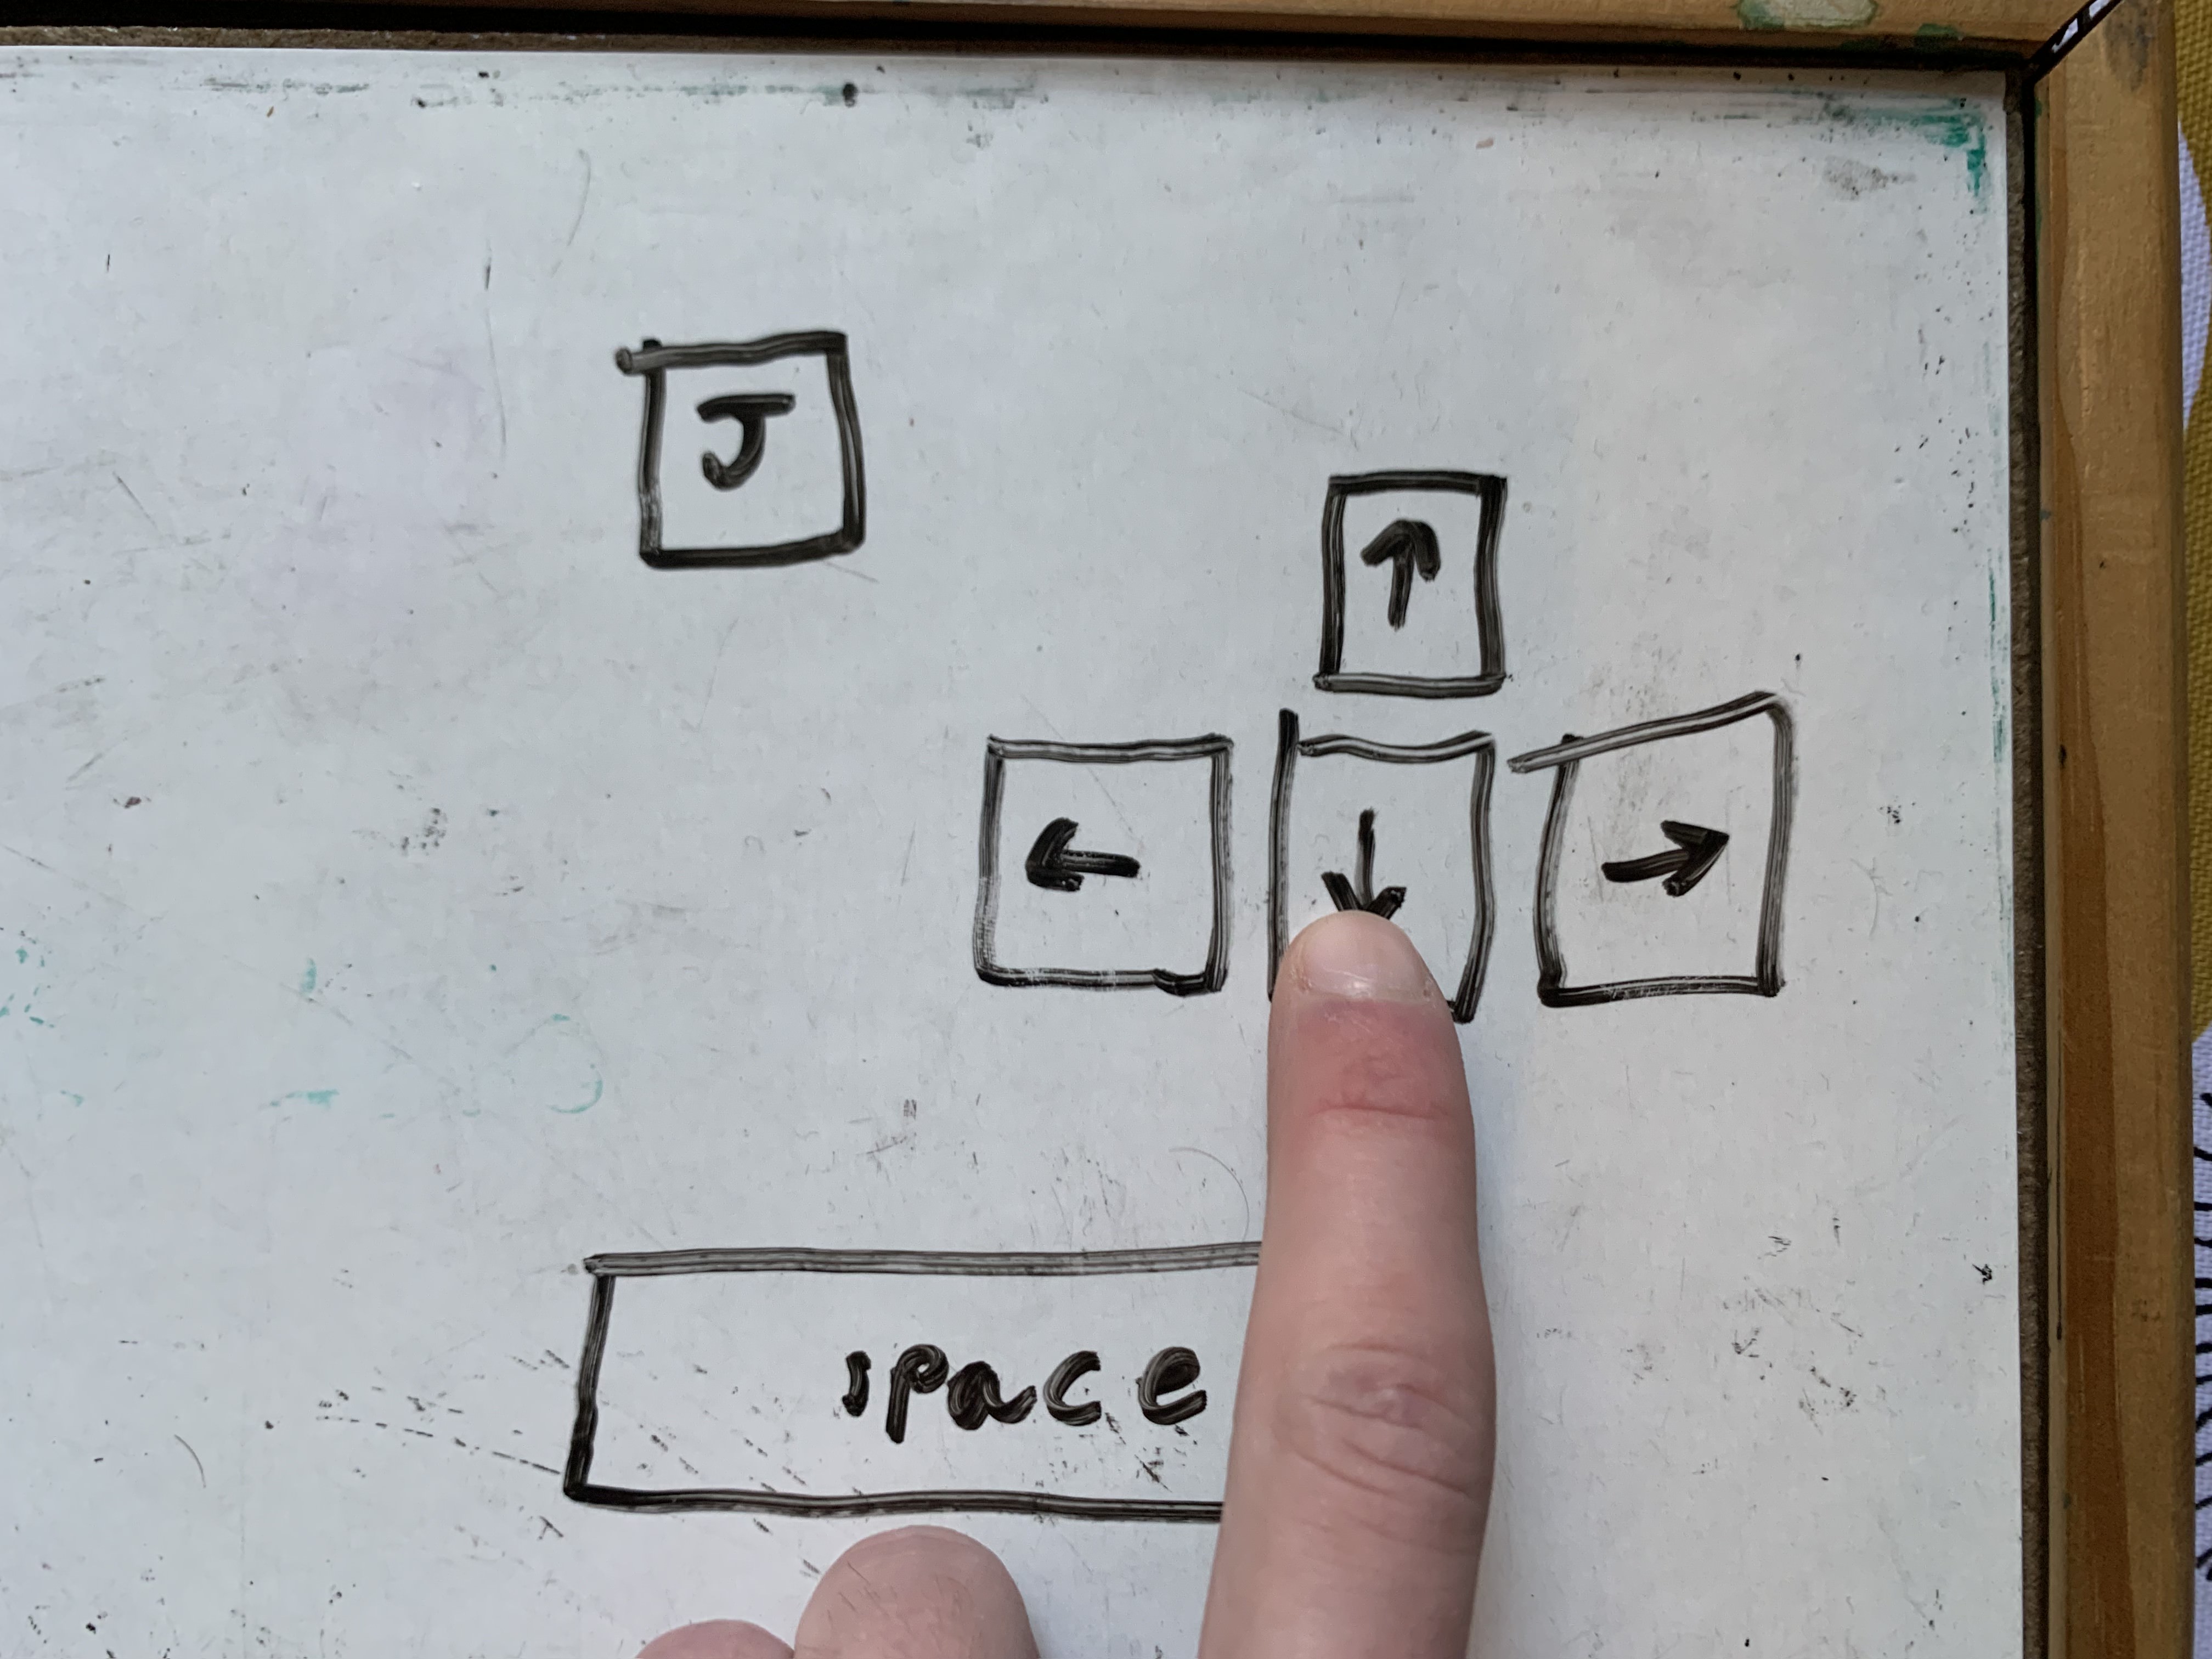 J
↑
← ↓ →
space